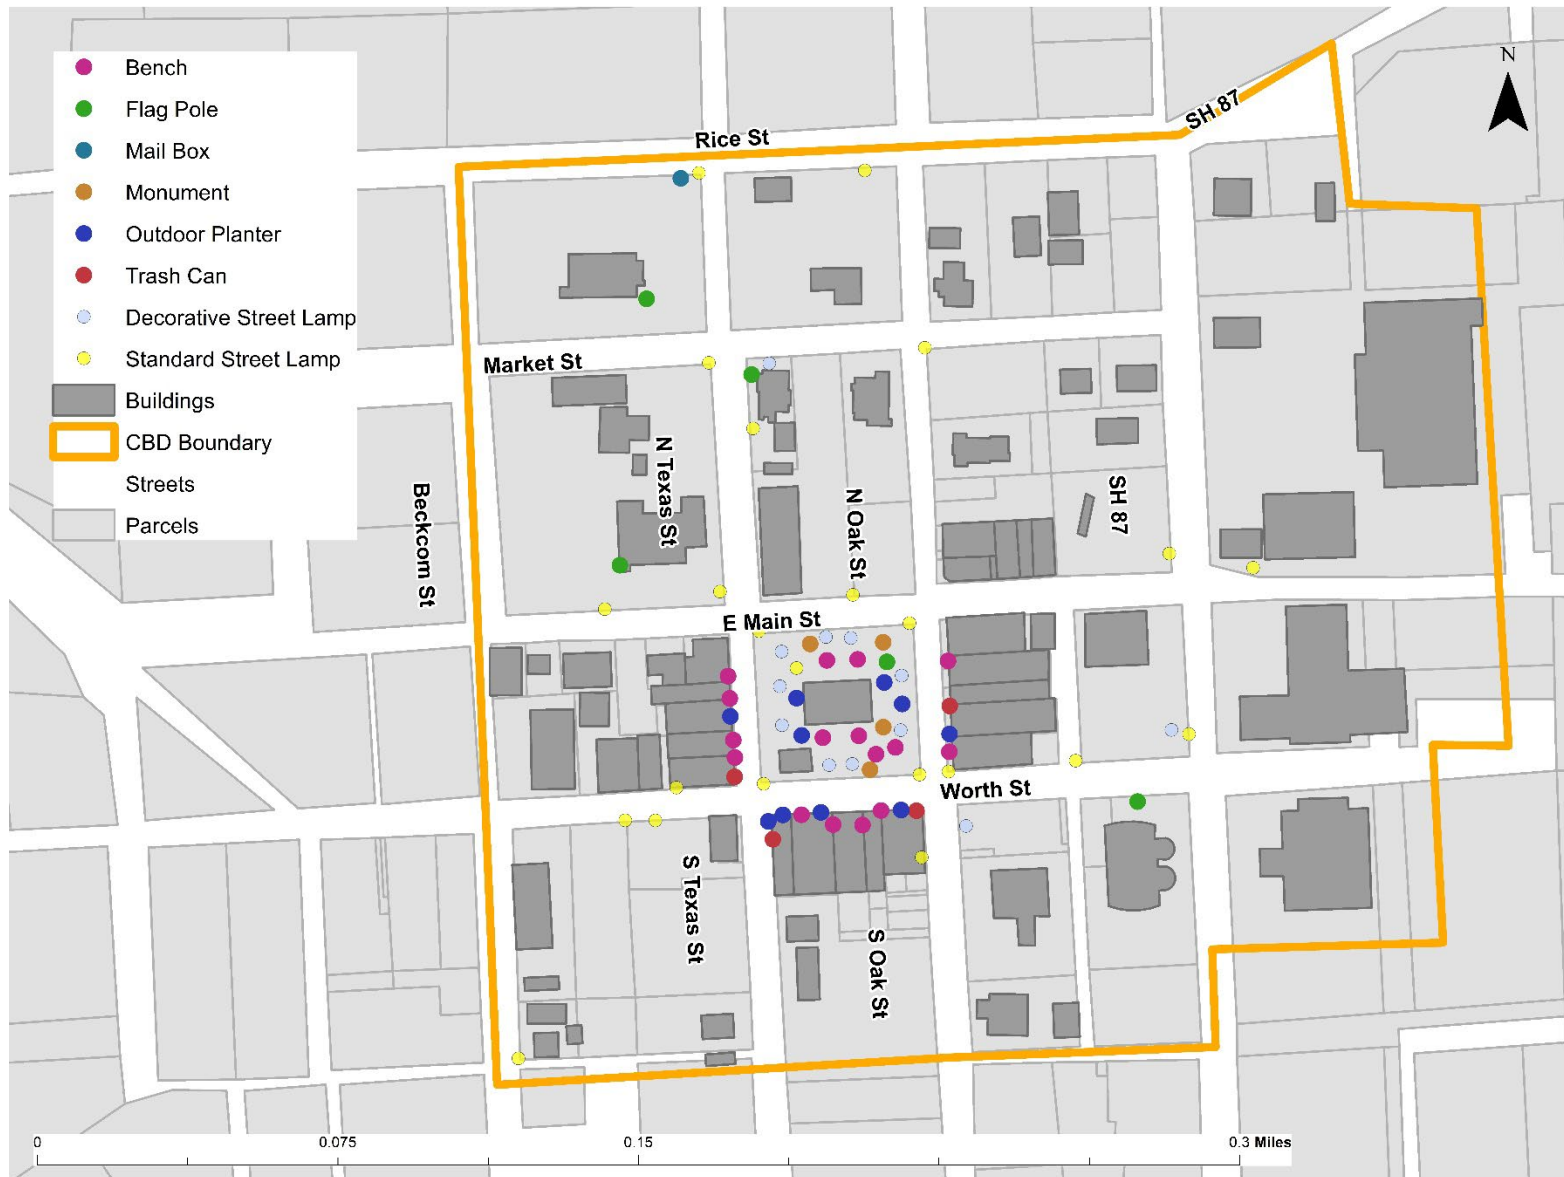 Bench
Flag Pole
Mail Box
Monument
Outdoor Planter
Trash Can
Decorative Street Lamp
Standard Street Lamp
Buildings
CBD Boundary
Streets
Parcels
N
SH 87
Rice St
Market St
N Texas St
Beckcom St
N Oak St
SH 87
E Main St
Worth St
S Texas St
S Oak St
0
0.075
0.15
0.3 Miles